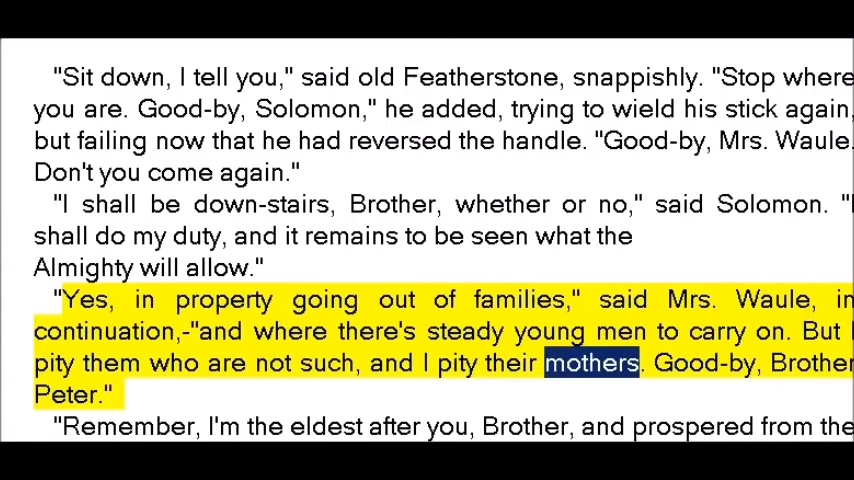 "Sit down, I tell you," said old Featherstone, snappishly. "Stop where
you are. Good-by, Solomon," he added, trying to wield his stick again,
but failing now that he had reversed the handle. "Good-by, Mrs. Waule.
Don't you come again."
"I shall be down-stairs, Brother, whether or no," said Solomon. "I
shall do my duty, and it remains to be seen what the
Almighty will allow."
"Yes, in property going out of families," said Mrs. Waule, in
continuation,-"and where there's steady young men to carry on. But I
pity them who are not such, and I pity their mothers. Good-by, Brother
Peter."
"Remember, I'm the eldest after you, Brother, and prospered from the